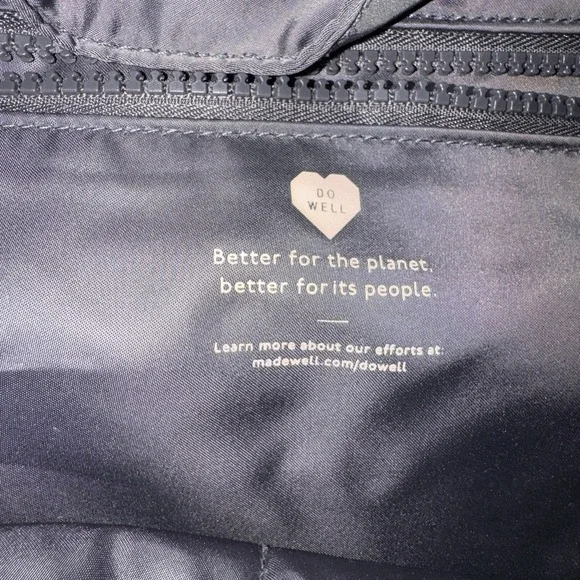 DO
WELL
Better for the planet,
better for its people.
Learn more about our efforts at:
madewell.com/dowell